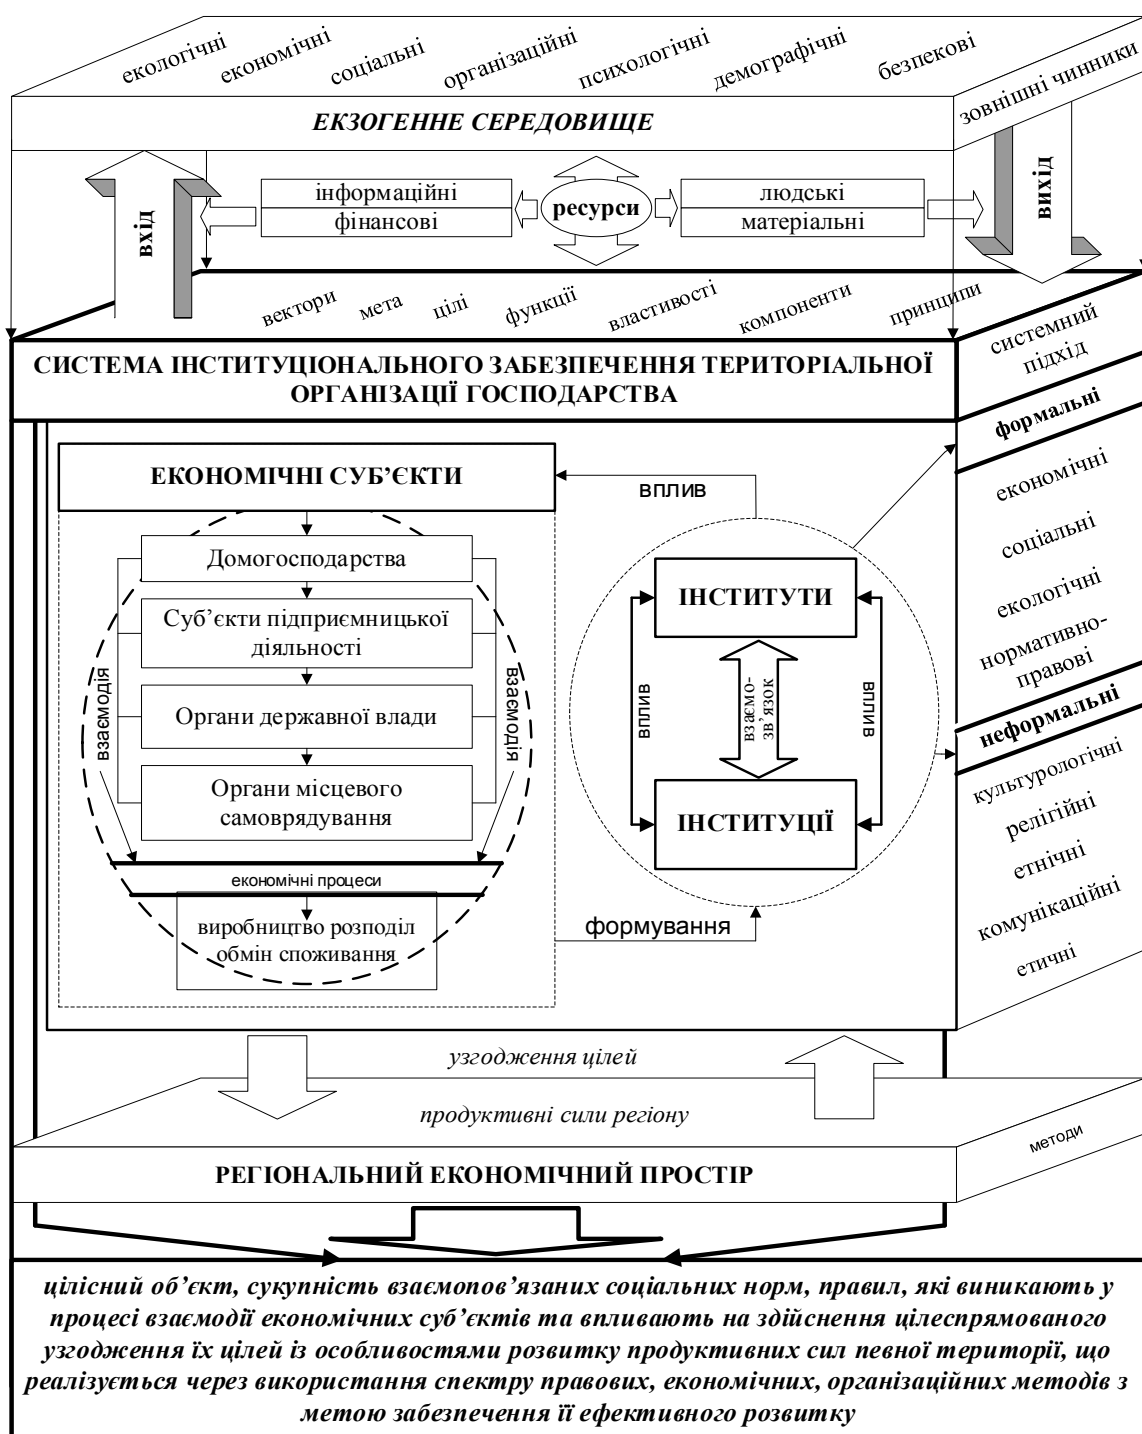 екологічні економічні соціальні організаційні психологічні демографічні безпекові
зовнішні чинники
ЕКЗОГЕННЕ СЕРЕДОВИЩЕ
вхід
інформаційні
фінансові
ресурси
людські
матеріальні
вихід
вектори мета цілі функції властивості компоненти принципи
системний
підхід
СИСТЕМА ІНСТИТУЦІОНАЛЬНОГО ЗАБЕЗПЕЧЕННЯ ТЕРИТОРІАЛЬНОЇ
ОРГАНІЗАЦІЇ ГОСПОДАРСТВА
формальні
економічні
соціальні
екологічні
нормативно-
правові
неформальні
культурологічні
релігійні
етнічні
комунікаційні
етичні
ЕКОНОМІЧНІ СУБ’ЄКТИ
вплив
Домогосподарства
Суб’єкти підприємницької
діяльності
Органи державної влади
Органи місцевого
самоврядування
взаємодія
взаємодія
економічні процеси
виробництво розподіл
обмін споживання
ІНСТИТУТИ
вплив
взаємо-
зв’язок
вплив
ІНСТИТУЦІЇ
формування
узгодження цілей
продуктивні сили регіону
методи
РЕГІОНАЛЬНИЙ ЕКОНОМІЧНИЙ ПРОСТІР
цілісний об’єкт, сукупність взаємопов’язаних соціальних норм, правил, які виникають у
процесі взаємодії економічних суб’єктів та впливають на здійснення цілеспрямованого
узгодження їх цілей із особливостями розвитку продуктивних сил певної території, що
реалізується через використання спектру правових, економічних, організаційних методів з
метою забезпечення її ефективного розвитку